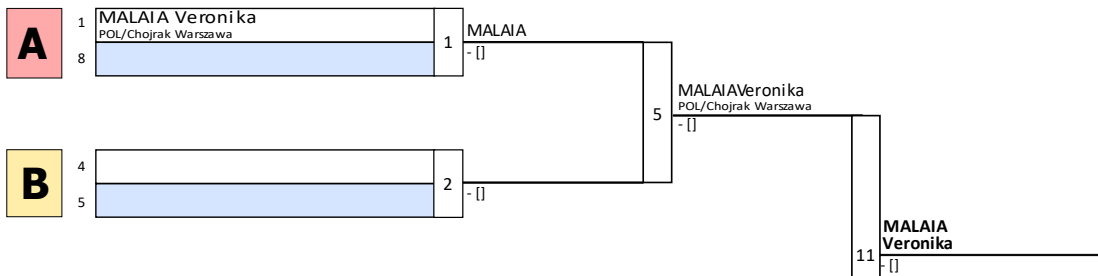 A
1
MALAIA Veronika
POL/Chojrak Warszawa
8
1
MALAIA
- []
5
MALAIAVeronika
POL/Chojrak Warszawa
- []
B
4
5
2
- []
11
MALAIA
Veronika
- []